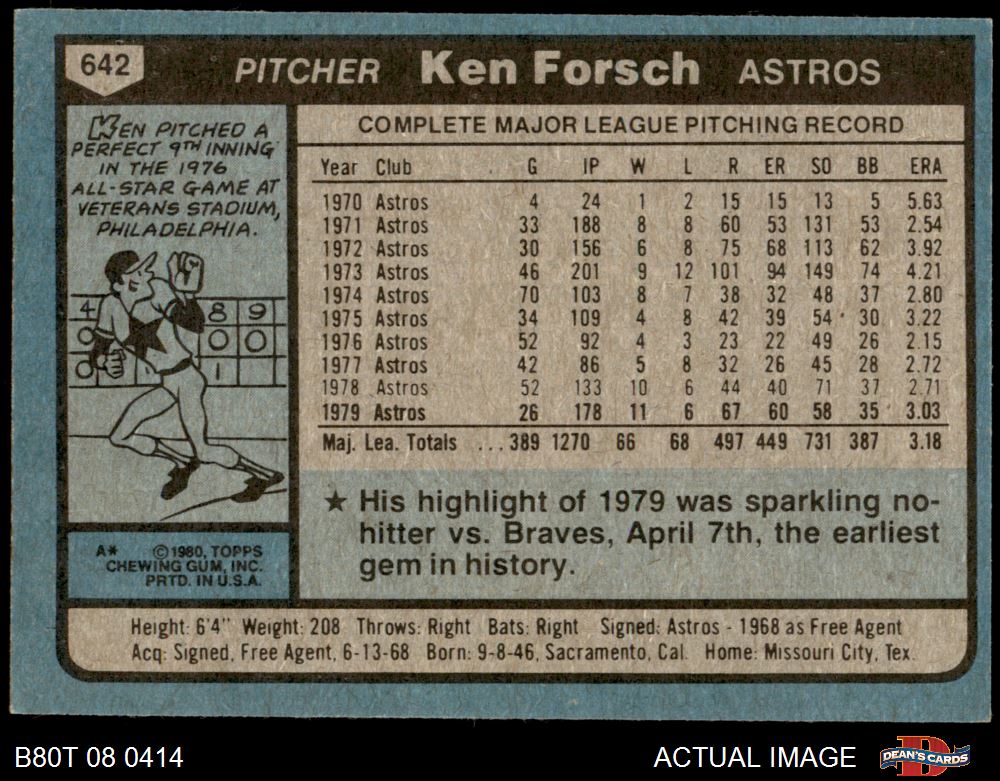 642
PITCHER Ken Forsch ASTROS
KEN PITCHED A
PERFECT 9TH INNING
IN THE 1976
ALL-STAR GAME AT
VETERANS STADIUM,
PHILADELPHIA.
4 8 9
0 0 0
0 1
COMPLETE MAJOR LEAGUE PITCHING RECORD
Year Club G IP W L R ER SO BB ERA
1970 Astros 4 24 1 2 15 15 13 5 5.63
1971 Astros 33 188 8 8 60 53 131 53 2.54
1972 Astros 30 156 6 8 75 68 113 62 3.92
1973 Astros 46 201 9 12 101 94 149 74 4.21
1974 Astros 70 103 8 7 38 32 48 37 2.80
1975 Astros 34 109 4 8 42 39 54 30 3.22
1976 Astros 52 92 4 3 23 22 49 26 2.15
1977 Astros 42 86 5 8 32 26 45 28 2.72
1978 Astros 52 133 10 6 44 40 71 37 2.71
1979 Astros 26 178 11 6 67 60 58 35 3.03
Maj. Lea. Totals ... 389 1270 66 68 497 449 731 387 3.18
★ His highlight of 1979 was sparkling no-
hitter vs. Braves, April 7th, the earliest
gem in history.
A* ©1980, TOPPS
CHEWING GUM, INC.
PRTD. IN U.S.A.
Height: 6'4" Weight: 208 Throws: Right Bats: Right Signed: Astros - 1968 as Free Agent
Acq: Signed, Free Agent, 6-13-68 Born: 9-8-46, Sacramento, Cal. Home: Missouri City, Tex.
B80T 08 0414
ACTUAL IMAGE
DEAN'S CARDS